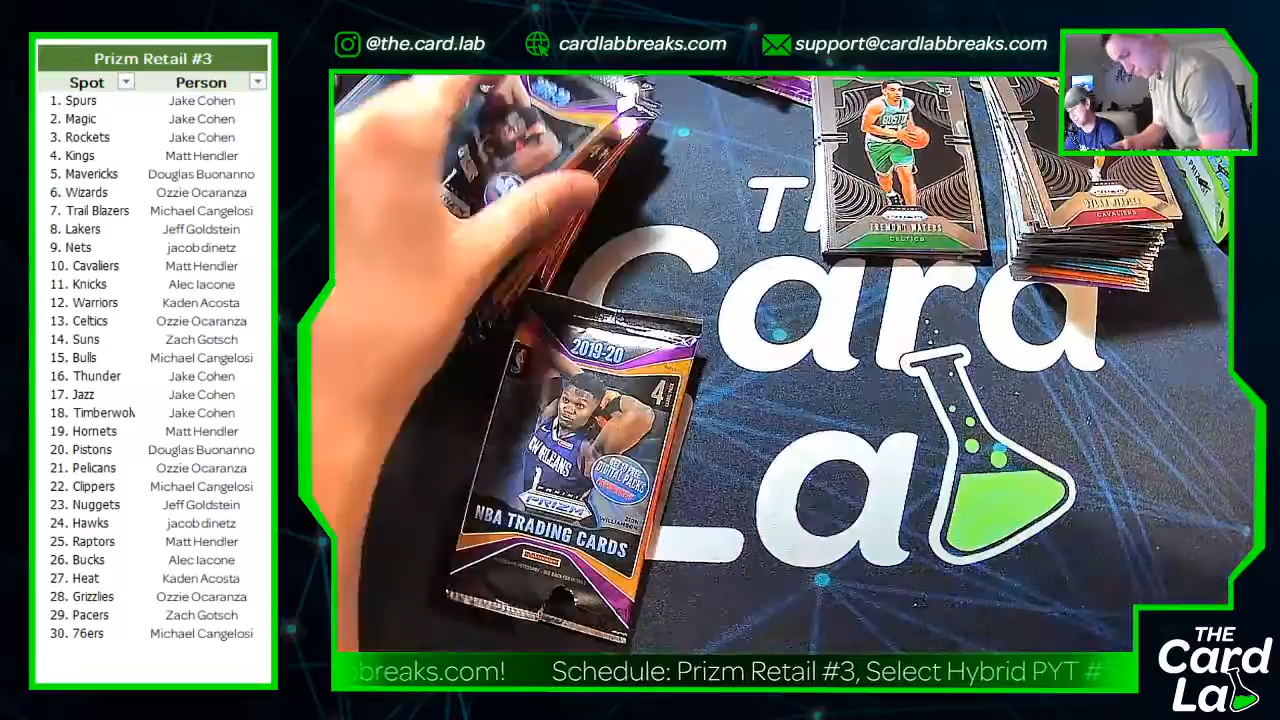 @the.card.lab
cardlabbreaks.com
support@cardlabbreaks.com
Prizm Retail #3
Spot Person
1. Spurs Jake Cohen
2. Magic Jake Cohen
3. Rockets Jake Cohen
4. Kings Matt Hendler
5. Mavericks Douglas Buonanno
6. Wizards Ozzie Ocaranza
7. Trail Blazers Michael Cangelosi
8. Lakers Jeff Goldstein
9. Nets jacob dinetz
10. Cavaliers Matt Hendler
11. Knicks Alec Iacone
12. Warriors Kaden Acosta
13. Celtics Ozzie Ocaranza
14. Suns Zach Gotsch
15. Bulls Michael Cangelosi
16. Thunder Jake Cohen
17. Jazz Jake Cohen
18. Timberwol Jake Cohen
19. Hornets Matt Hendler
20. Pistons Douglas Buonanno
21. Pelicans Ozzie Ocaranza
22. Clippers Michael Cangelosi
23. Nuggets Jeff Goldstein
24. Hawks jacob dinetz
25. Raptors Matt Hendler
26. Bucks Alec Iacone
27. Heat Kaden Acosta
28. Grizzlies Ozzie Ocaranza
29. Pacers Zach Gotsch
30. 76ers Michael Cangelosi
BOSTON
PRIZM
TREMONT WATERS
CELTICS
CAVALIERS
Card
La
2019-20
4
1
PRIZM
NBA TRADING CARDS
PANINI
bbreaks.com! Schedule: Prizm Retail #3, Select Hybrid PYT #
THE
Card
La